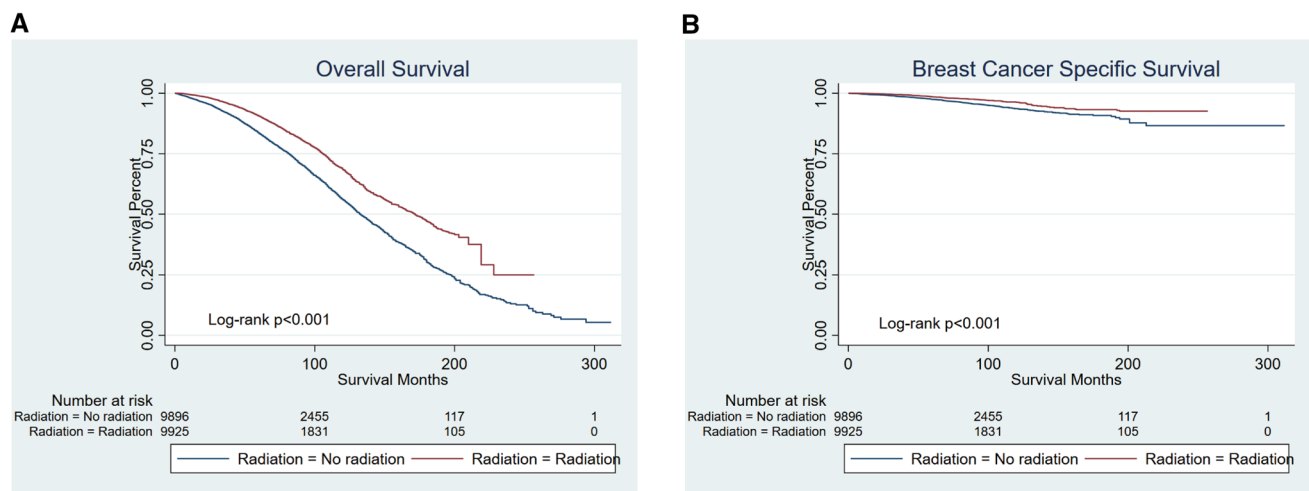 A
Overall Survival
Survival Percent
1.00
0.75
0.50
0.25
0.00
Log-rank p<0.001
0 100 200 300
Survival Months
Number at risk
Radiation = No radiation 9896 2455 117 1
Radiation = Radiation 9925 1831 105 0
Radiation = No radiation Radiation = Radiation
B
Breast Cancer Specific Survival
Survival Percent
1.00
0.75
0.50
0.25
0.00
Log-rank p<0.001
0 100 200 300
Survival Months
Number at risk
Radiation = No radiation 9896 2455 117 1
Radiation = Radiation 9925 1831 105 0
Radiation = No radiation Radiation = Radiation